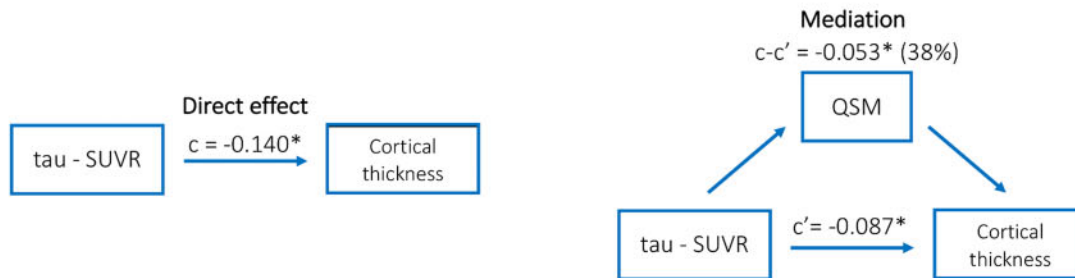 Direct effect
c = -0.140*
tau - SUVR
Cortical
thickness
Mediation
c-c’ = -0.053* (38%)
QSM
c’= -0.087*
tau - SUVR
Cortical
thickness